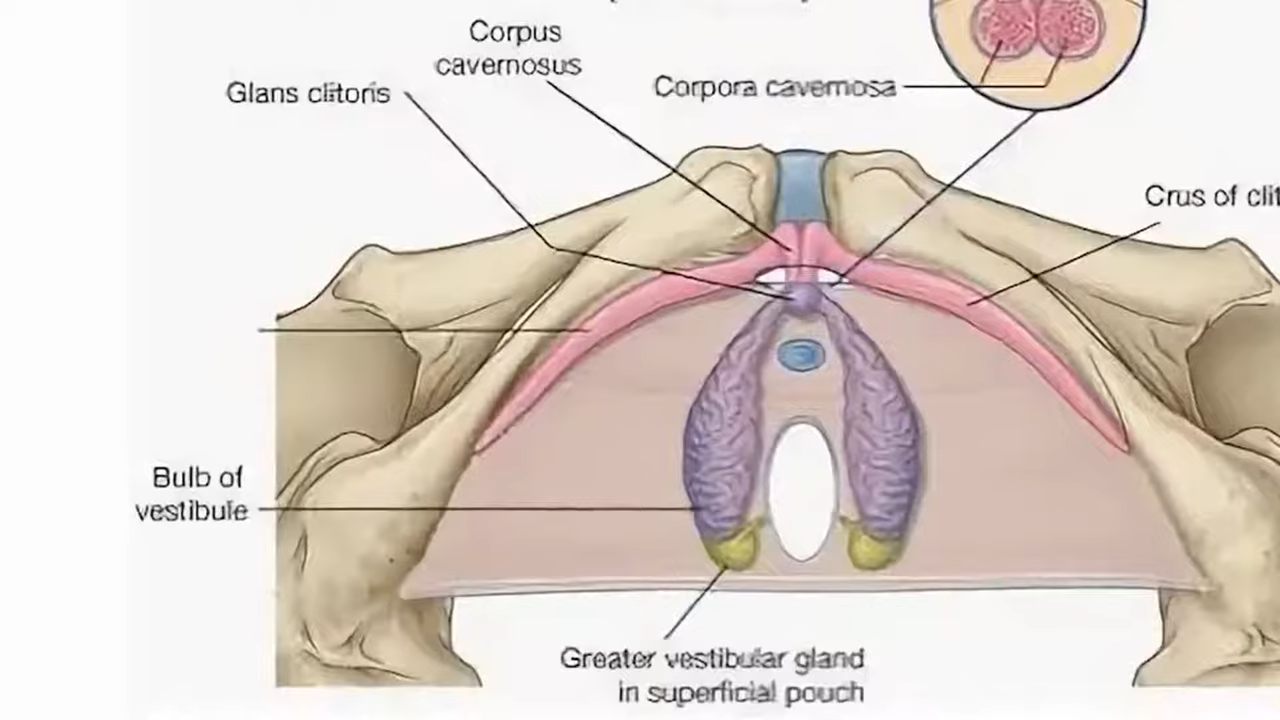 Corpus
cavernosus
Glans clitoris
Corpora cavernosa
Crus of clit
Bulb of
vestibule
Greater vestibular gland
in superficial pouch